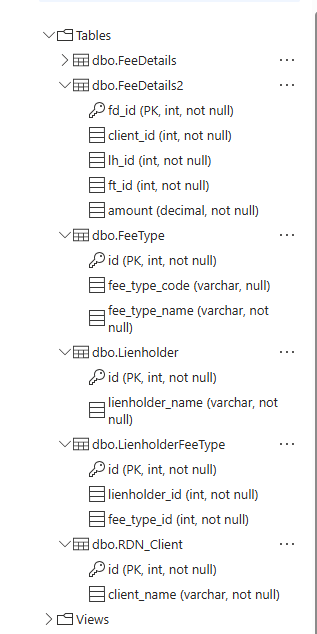 Tables
dbo.FeeDetails
dbo.FeeDetails2
fd_id (PK, int, not null)
client_id (int, not null)
lh_id (int, not null)
ft_id (int, not null)
amount (decimal, not null)
dbo.FeeType
id (PK, int, not null)
fee_type_code (varchar, null)
fee_type_name (varchar, not
null)
dbo.Lienholder
id (PK, int, not null)
lienholder_name (varchar, not
null)
dbo.LienholderFeeType
id (PK, int, not null)
lienholder_id (int, not null)
fee_type_id (int, not null)
dbo.RDN_Client
id (PK, int, not null)
client_name (varchar, not null)
Views